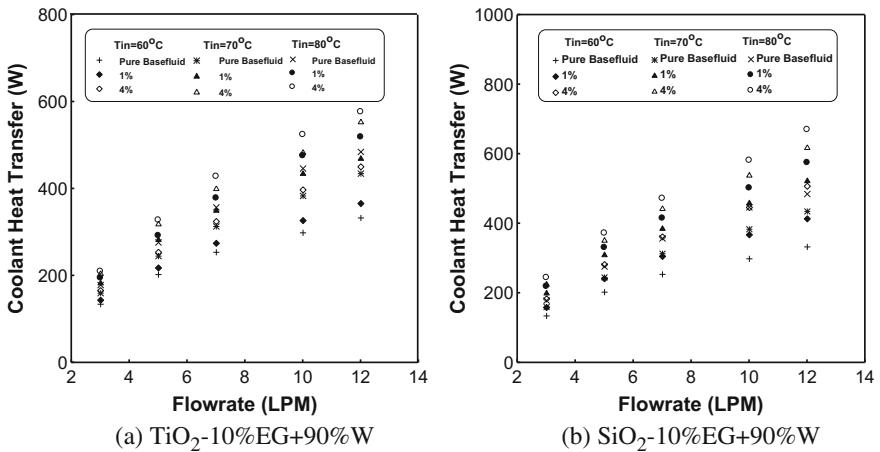 800
600
400
200
0
Coolant Heat Transfer (W)
Tin=60°C Tin=70°C Tin=80°C
Pure Basefluid Pure Basefluid Pure Basefluid
1% 1% 1%
4% 4% 4%
2 4 6 8 10 12 14
Flowrate (LPM)
(a) TiO₂-10%EG+90%W
1000
800
600
400
200
0
Coolant Heat Transfer (W)
Tin=60°C Tin=70°C Tin=80°C
Pure Basefluid Pure Basefluid Pure Basefluid
1% 1% 1%
4% 4% 4%
2 4 6 8 10 12 14
Flowrate (LPM)
(b) SiO₂-10%EG+90%W